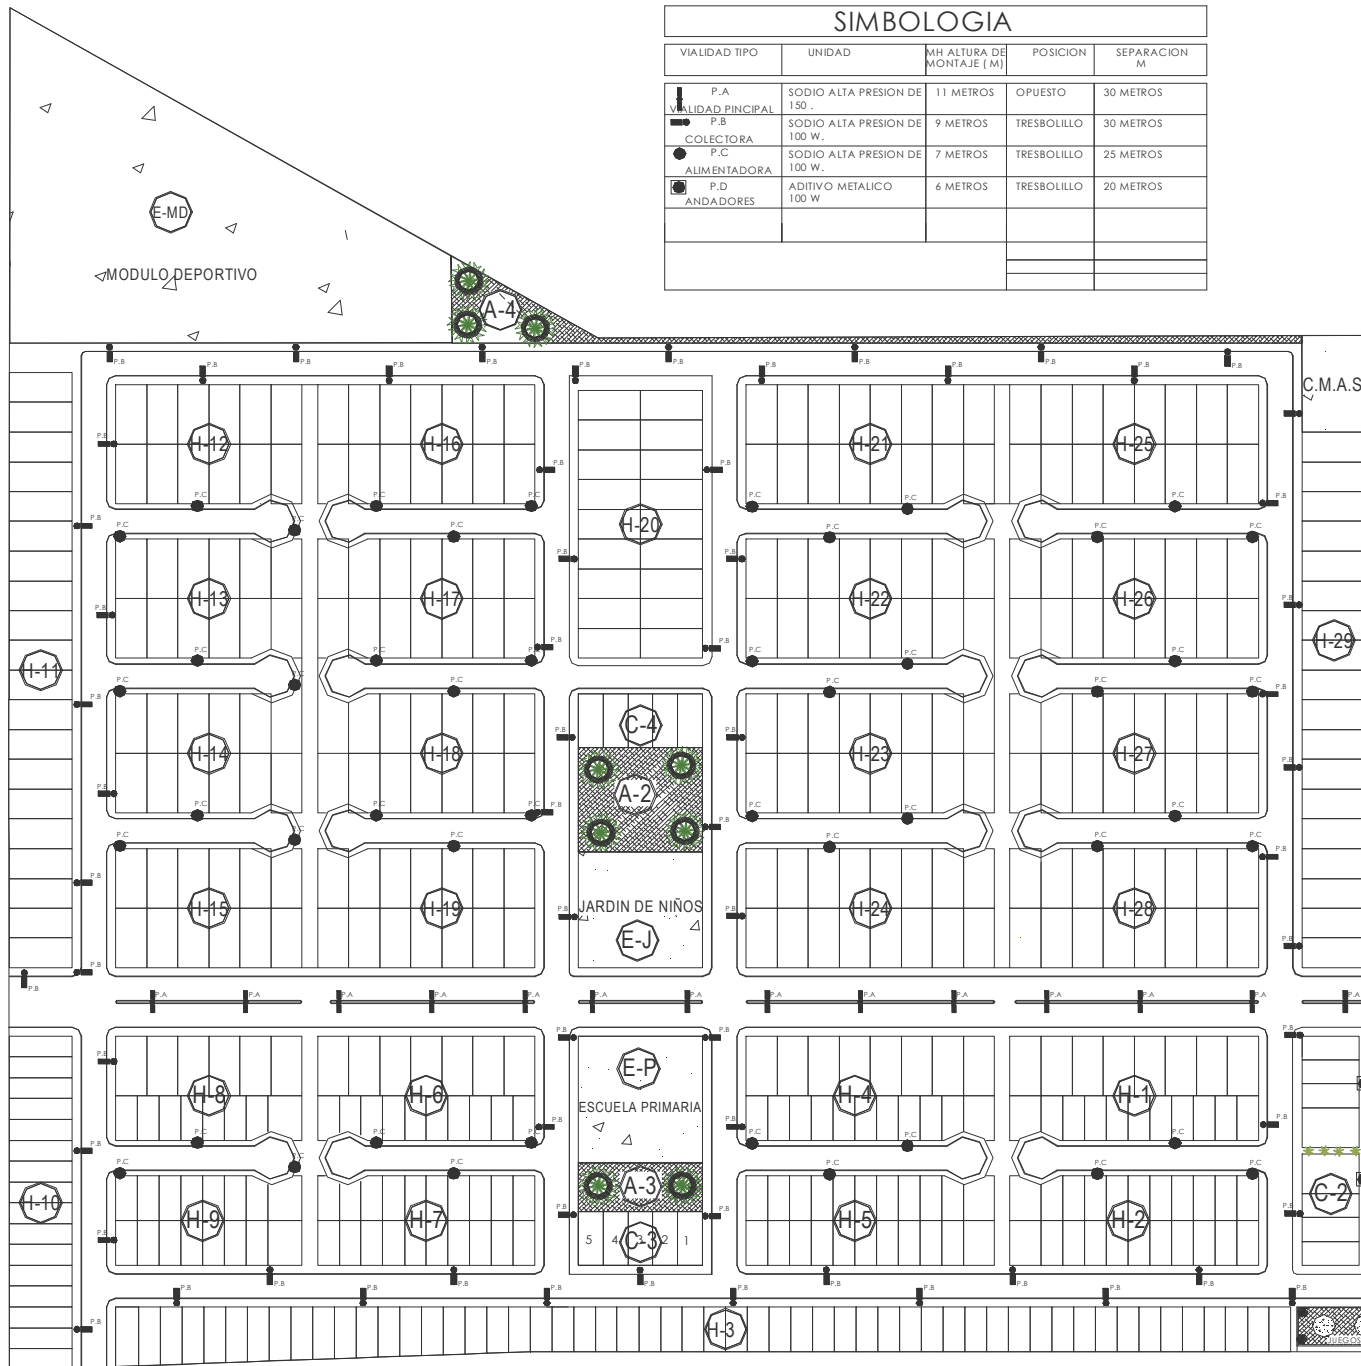 SIMBOLOGIA
VIALIDAD TIPO UNIDAD MH ALTURA DE MONTAJE ( M) POSICION SEPARACION M
P.A VIALIDAD PINCIPAL SODIO ALTA PRESION DE 150 . 11 METROS OPUESTO 30 METROS
P.B COLECTORA SODIO ALTA PRESION DE 100 W. 9 METROS TRESBOLILLO 30 METROS
P.C ALIMENTADORA SODIO ALTA PRESION DE 100 W. 7 METROS TRESBOLILLO 25 METROS
P.D ANDADORES ADITIVO METALICO 100 W 6 METROS TRESBOLILLO 20 METROS
E-MD
MODULO DEPORTIVO
A-4
P.B P.B P.B P.B P.B P.B P.B
P.B P.B P.B P.B P.B P.B
C.M.A.S
H-12 H-16 H-21 H-25
P.B P.B P.B P.B
H-20
P.C P.C P.C P.C P.C P.C
P.B P.C P.C P.C P.C P.C P.C
P.B P.B
H-13 H-17 H-22 H-26
P.B P.B P.B P.B
H-11 H-29
P.C P.C P.C P.C P.C P.C
P.C P.C P.C P.C P.C P.C P.B
P.B P.B P.B
C-4
H-14 H-18 H-23 H-27
P.B P.B
A-2
P.C P.C P.C P.B P.C P.C P.C
P.B
P.C P.C P.C P.C P.C P.C P.B
P.B
JARDIN DE NIÑOS
H-15 H-19 H-24 H-28
P.B P.B
E-J
P.B P.B P.B
P.A P.A P.A P.A P.A P.A P.A P.A P.A P.A P.A P.A P.A P.A
P.B P.B P.B P.B
E-P
H-8 H-6 H-4 H-1
ESCUELA PRIMARIA
P.B P.B P.B
P.C P.C P.C P.C P.C P.C
P.B
P.C P.C P.C P.C P.C P.C
A-3
H-10 C-2
P.B P.B P.B
H-9 H-7 H-5 H-2
P.B
5 4 C-3 3 2 1
P.B P.B P.B P.B P.B P.B
P.B P.B P.B P.B P.B P.B P.B
P.B
H-3
JUEGOS